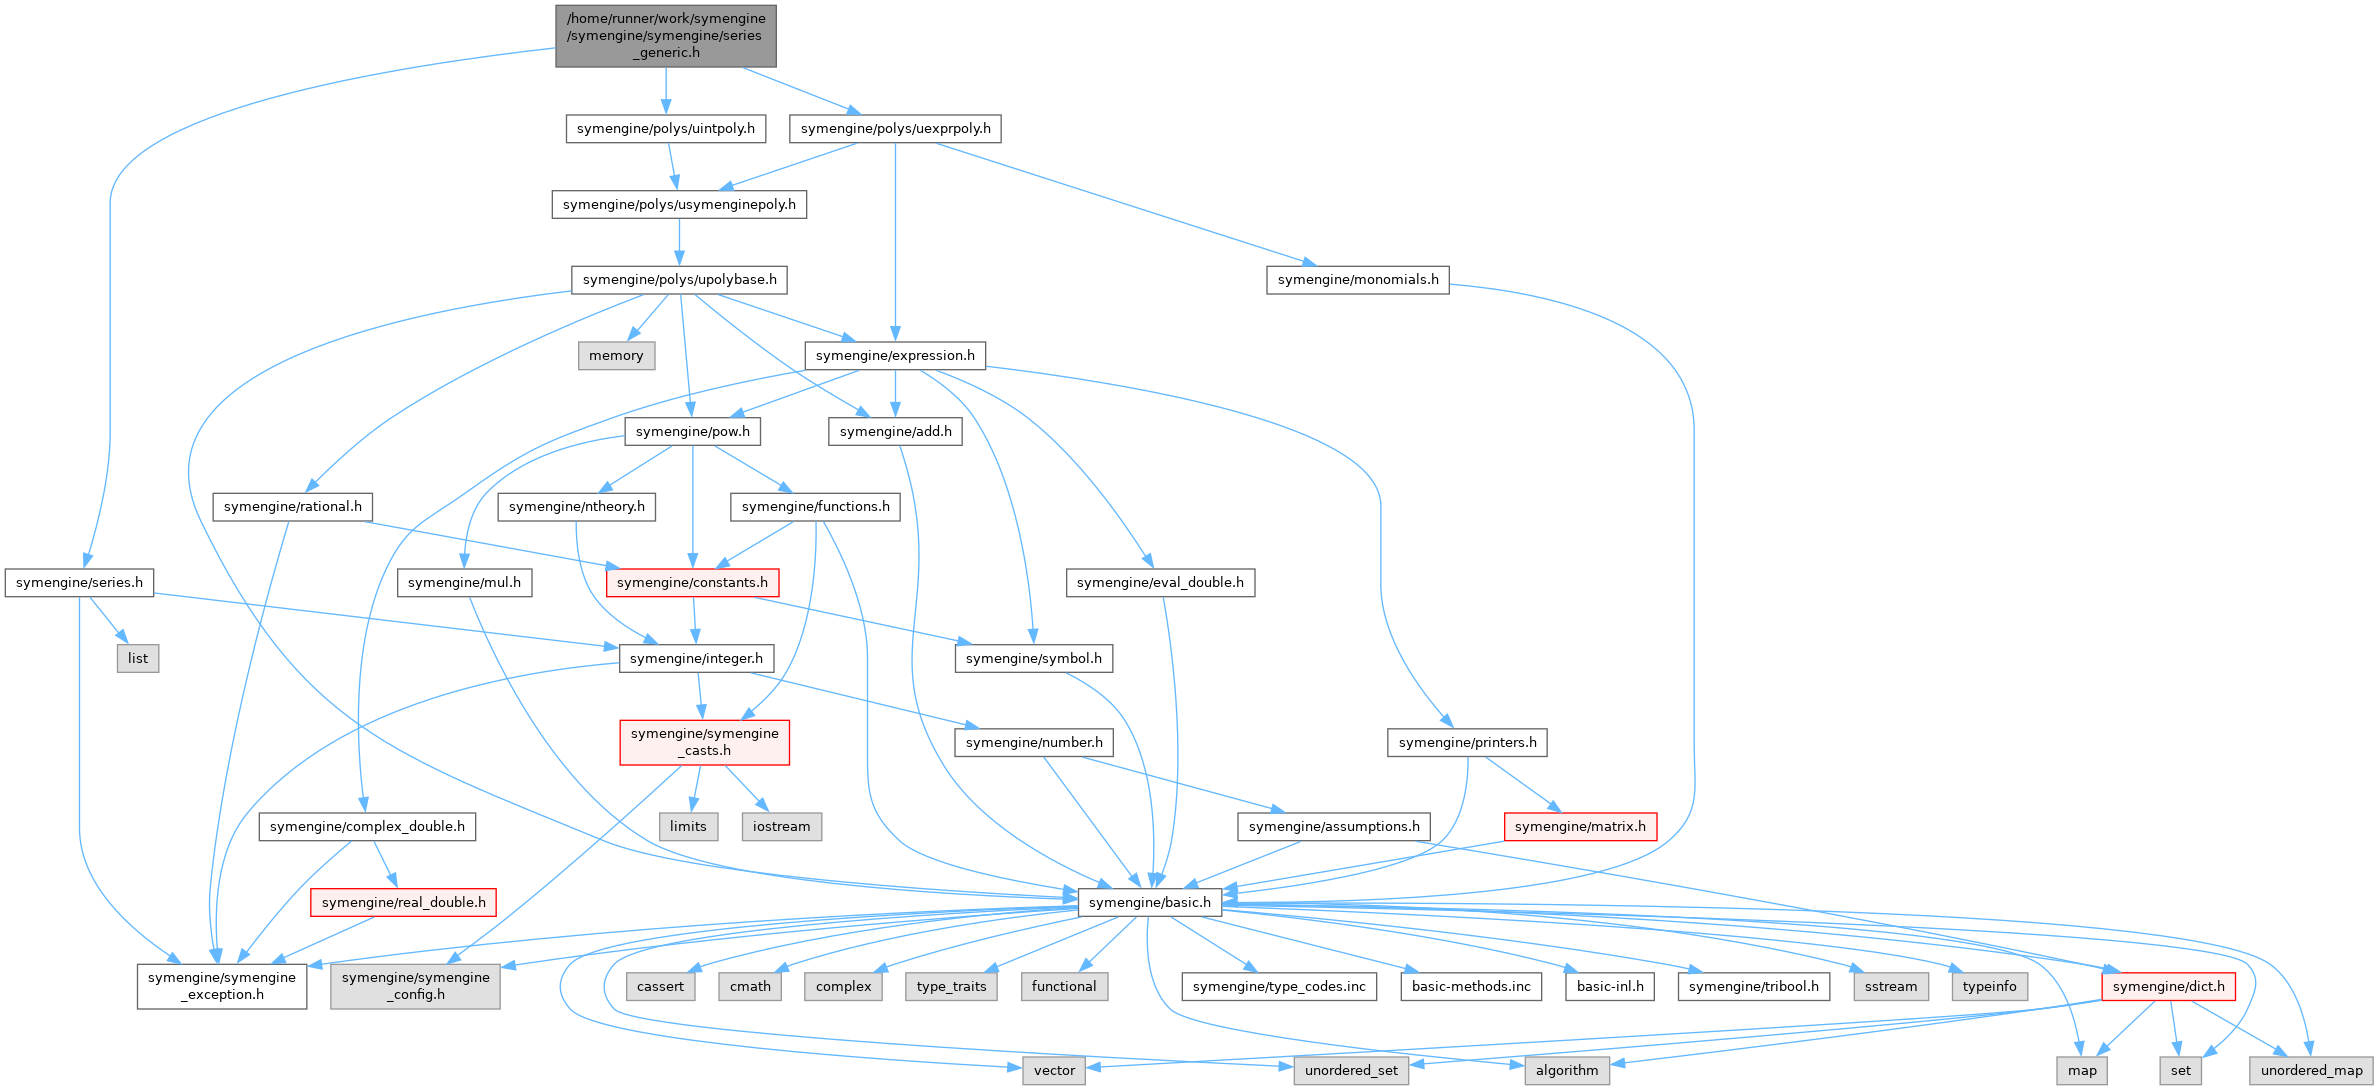 /home/runner/work/symengine
/symengine/symengine/series
_generic.h
symengine/polys/uintpoly.h
symengine/polys/uexprpoly.h
symengine/polys/usymenginepoly.h
symengine/polys/upolybase.h
symengine/monomials.h
memory
symengine/expression.h
symengine/pow.h
symengine/add.h
symengine/rational.h
symengine/ntheory.h
symengine/functions.h
symengine/series.h
symengine/mul.h
symengine/constants.h
symengine/eval_double.h
list
symengine/integer.h
symengine/symbol.h
symengine/symengine
_casts.h
symengine/number.h
symengine/printers.h
symengine/complex_double.h
limits
iostream
symengine/assumptions.h
symengine/matrix.h
symengine/real_double.h
symengine/basic.h
symengine/symengine
_exception.h
symengine/symengine
_config.h
cassert
cmath
complex
type_traits
functional
symengine/type_codes.inc
basic-methods.inc
basic-inl.h
symengine/tribool.h
sstream
typeinfo
symengine/dict.h
vector
unordered_set
algorithm
map
set
unordered_map